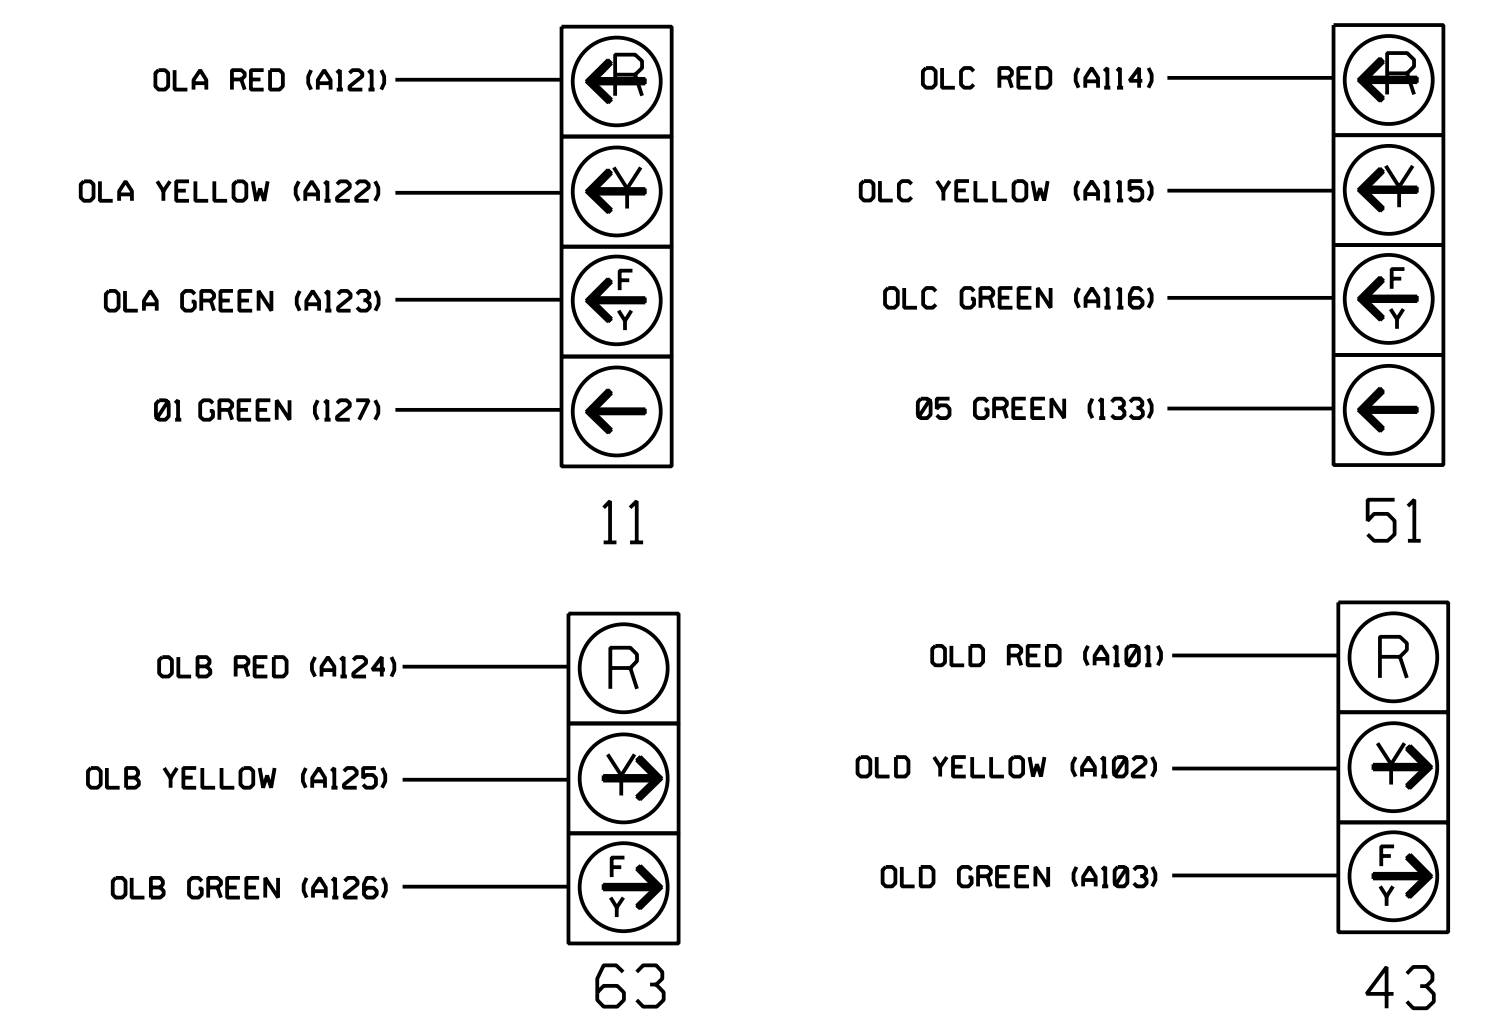 OLA RED (A121)
R
OLA YELLOW (A122)
Y
OLA GREEN (A123)
F
Y
Ø1 GREEN (127)
11
OLC RED (A114)
R
OLC YELLOW (A115)
Y
OLC GREEN (A116)
F
Y
Ø5 GREEN (133)
51
OLB RED (A124)
R
OLB YELLOW (A125)
Y
OLB GREEN (A126)
F
Y
63
OLD RED (A101)
R
OLD YELLOW (A102)
Y
OLD GREEN (A103)
F
Y
43